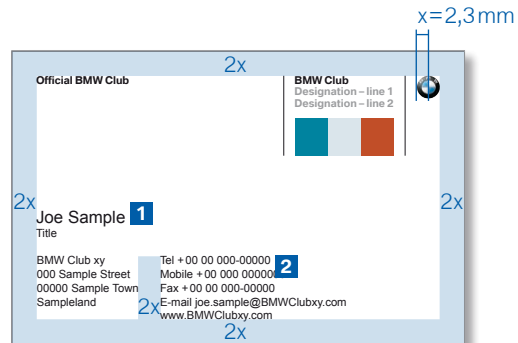 x=2,3 mm
2x
Official BMW Club
BMW Club
Designation – line 1
Designation – line 2
2x
2x
Joe Sample 1
Title
BMW Club xy
000 Sample Street
00000 Sample Town
Sampleland
Tel +00 00 000-00000
Mobile +00 000 000000
2
Fax +00 00 000-00000
E-mail joe.sample@BMWClubxy.com
www.BMWClubxy.com
2x
2x